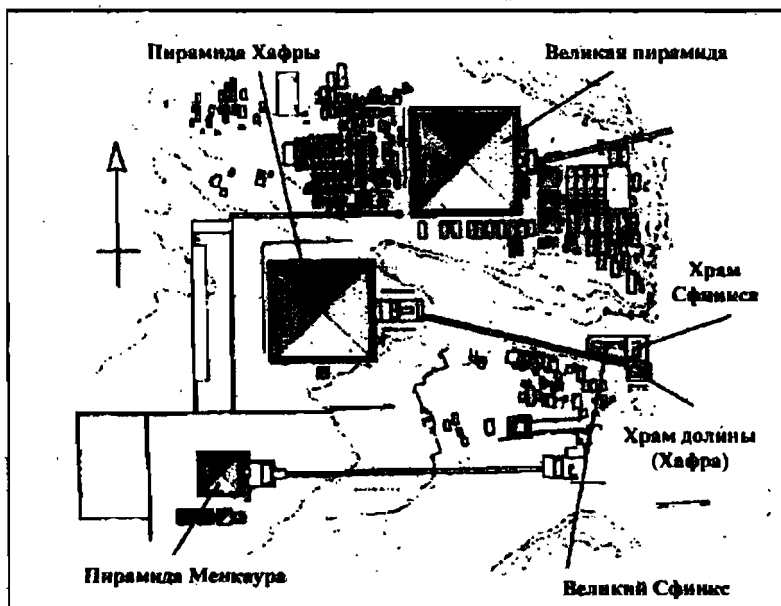 Пирамида Хафры
Великая пирамида
Храм
Сфинкса
Храм долины
(Хафра)
Пирамида Менкаура
Великий Сфинкс